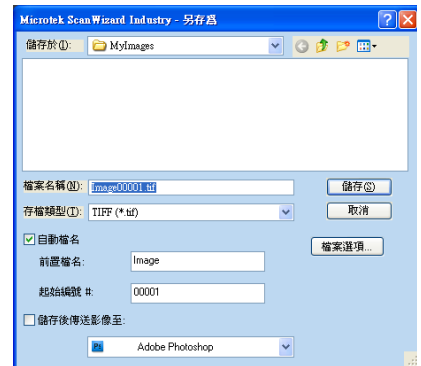 Microtek ScanWizard Industry - 另存為
儲存於(I): MyImages
檔案名稱(N): Image00001.tif 儲存(S)
存檔類型(T): TIFF (*.tif) 取消
自動檔名 檔案選項...
前置檔名: Image
起始編號 #: 00001
儲存後傳送影像至:
Ps Adobe Photoshop